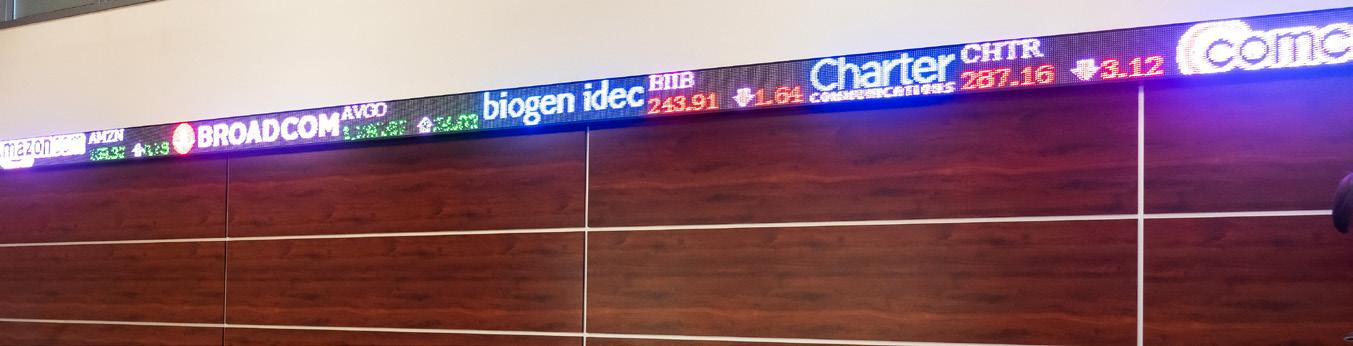 amazon.com AMZN
BROADCOM AVGO
biogen idec BIIB
243.91 1.64
Charter
COMMUNICATIONS
CHTR
287.16 3.12
comc